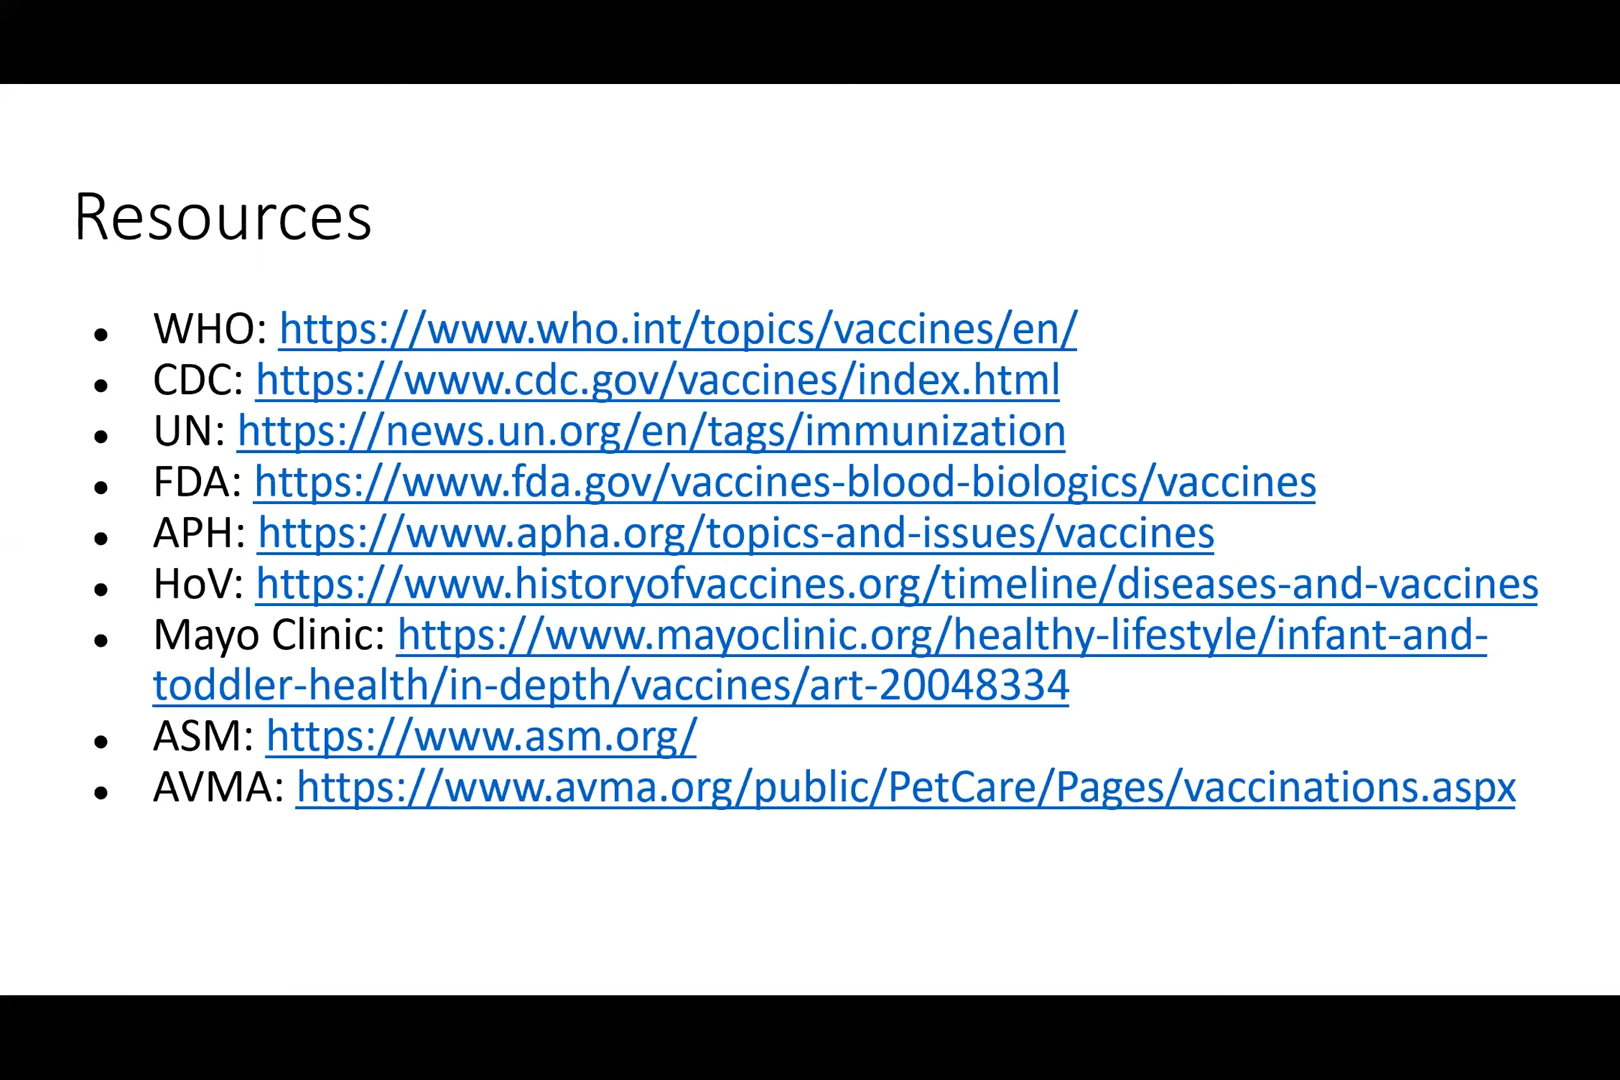 Resources
• WHO: https://www.who.int/topics/vaccines/en/
• CDC: https://www.cdc.gov/vaccines/index.html
• UN: https://news.un.org/en/tags/immunization
• FDA: https://www.fda.gov/vaccines-blood-biologics/vaccines
• APH: https://www.apha.org/topics-and-issues/vaccines
• HoV: https://www.historyofvaccines.org/timeline/diseases-and-vaccines
• Mayo Clinic: https://www.mayoclinic.org/healthy-lifestyle/infant-and-
toddler-health/in-depth/vaccines/art-20048334
• ASM: https://www.asm.org/
• AVMA: https://www.avma.org/public/PetCare/Pages/vaccinations.aspx